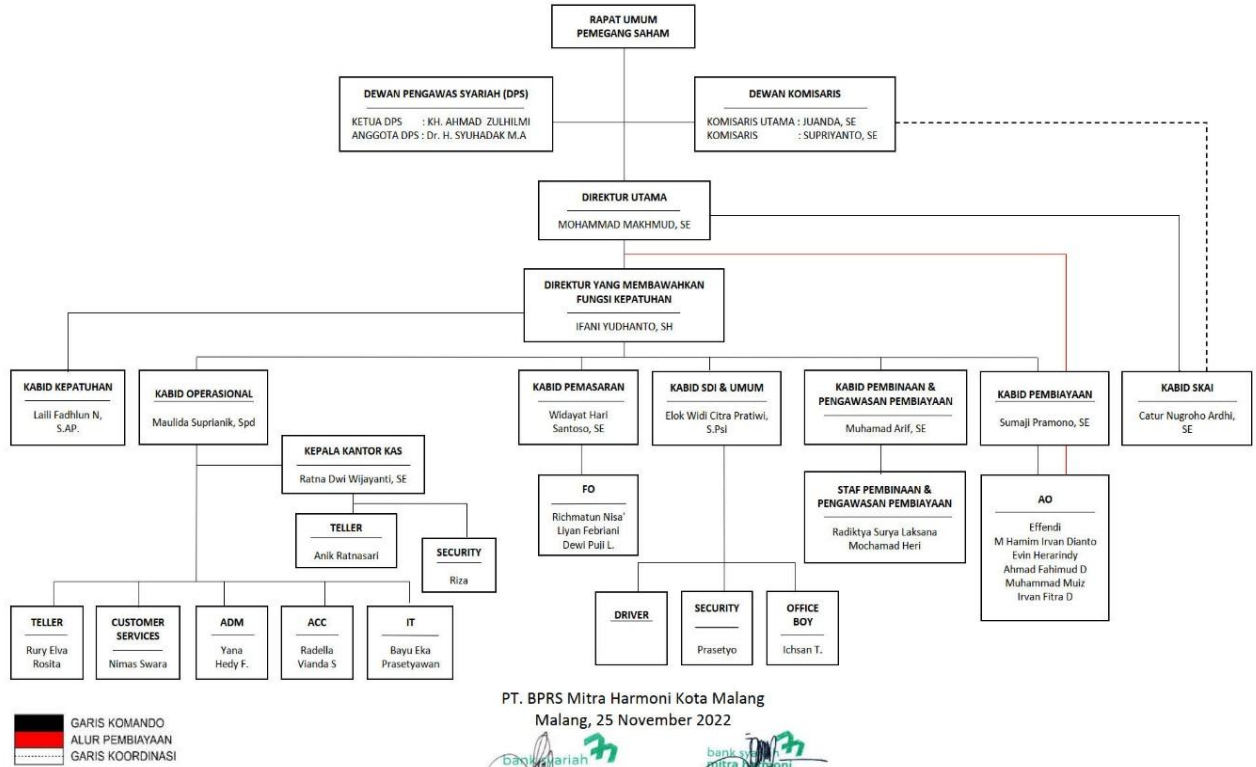 RAPAT UMUM
PEMEGANG SAHAM
DEWAN PENGAWAS SYARIAH (DPS)
KETUA DPS : KH. AHMAD ZULHILMI
ANGGOTA DPS : Dr. H. SYUHADAK M.A
DEWAN KOMISARIS
KOMISARIS UTAMA : JUANDA, SE
KOMISARIS : SUPRIYANTO, SE
DIREKTUR UTAMA
MOHAMMAD MAKHMUD, SE
DIREKTUR YANG MEMBAWAHKAN
FUNGSI KEPATUHAN
IFANI YUDHANTO, SH
KABID KEPATUHAN
Laili Fadhlun N,
S.AP.
KABID OPERASIONAL
Maulida Suprianik, Spd
KABID PEMASARAN
Widayat Hari
Santoso, SE
KABID SDI & UMUM
Elok Widi Citra Pratiwi,
S.Psi
KABID PEMBINAAN &
PENGAWASAN PEMBIAYAAN
Muhamad Arif, SE
KABID PEMBIAYAAN
Sumaji Pramono, SE
KABID SKAI
Catur Nugroho Ardhi,
SE
KEPALA KANTOR KAS
Ratna Dwi Wijayanti, SE
TELLER
Anik Ratnasari
SECURITY
Riza
FO
Richmatun Nisa'
Liyan Febriani
Dewi Puji L.
STAF PEMBINAAN &
PENGAWASAN PEMBIAYAAN
Radiktya Surya Laksana
Mochamad Heri
AO
Effendi
M Hamim Irvan Dianto
Evin Herarindy
Ahmad Fahimud D
Muhammad Muiz
Irvan Fitra D
TELLER
Rury Elva
Rosita
CUSTOMER
SERVICES
Nimas Swara
ADM
Yana
Hedy F.
ACC
Radella
Vianda S
IT
Bayu Eka
Prasetyawan
DRIVER
SECURITY
Prasetyo
OFFICE
BOY
Ichsan T.
PT. BPRS Mitra Harmoni Kota Malang
Malang, 25 November 2022
GARIS KOMANDO
ALUR PEMBIAYAAN
GARIS KOORDINASI
bank syariah
bank syariah
mitra harmoni